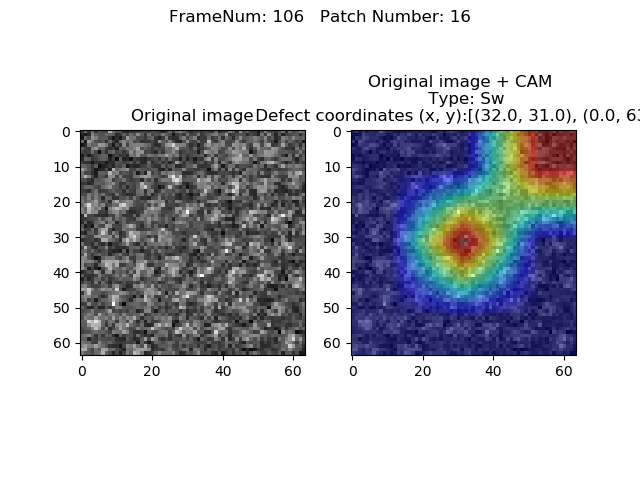 FrameNum: 106   Patch Number: 16
Original image + CAM
Type: Sw
Original image
Defect coordinates (x, y):[(32.0, 31.0), (0.0, 63
0
10
20
30
40
50
60
0 20 40 60
0
10
20
30
40
50
60
0 20 40 60